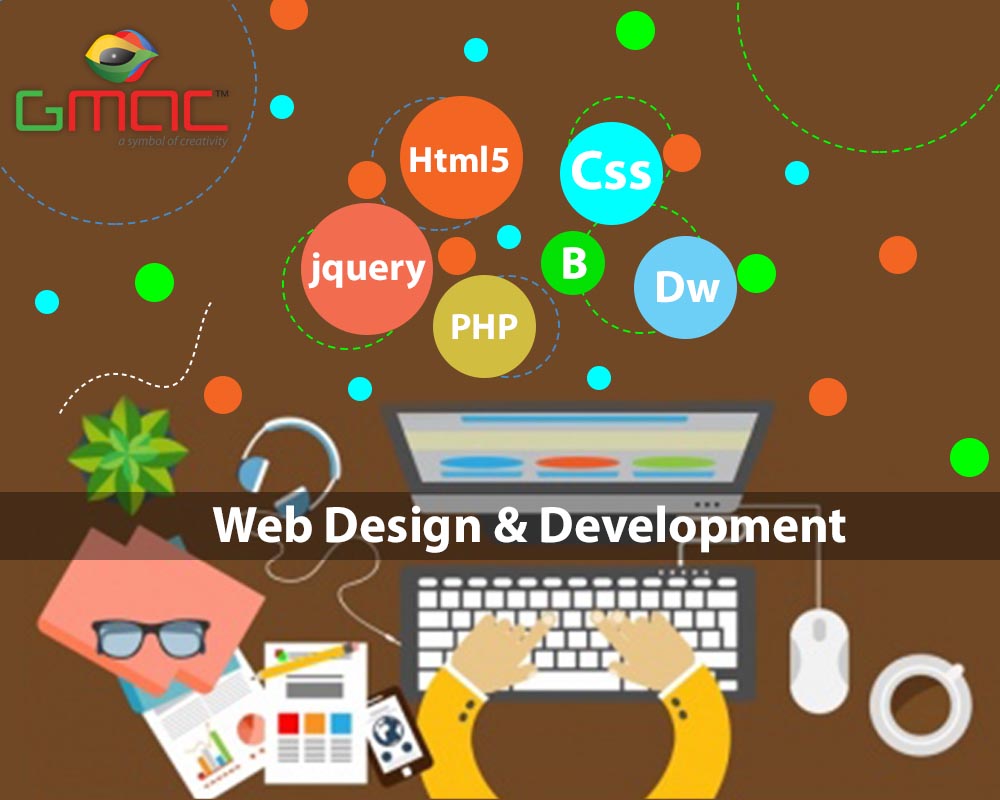 GMAC™
a symbol of creativity
Html5
Css
jquery
B
Dw
PHP
Web Design & Development